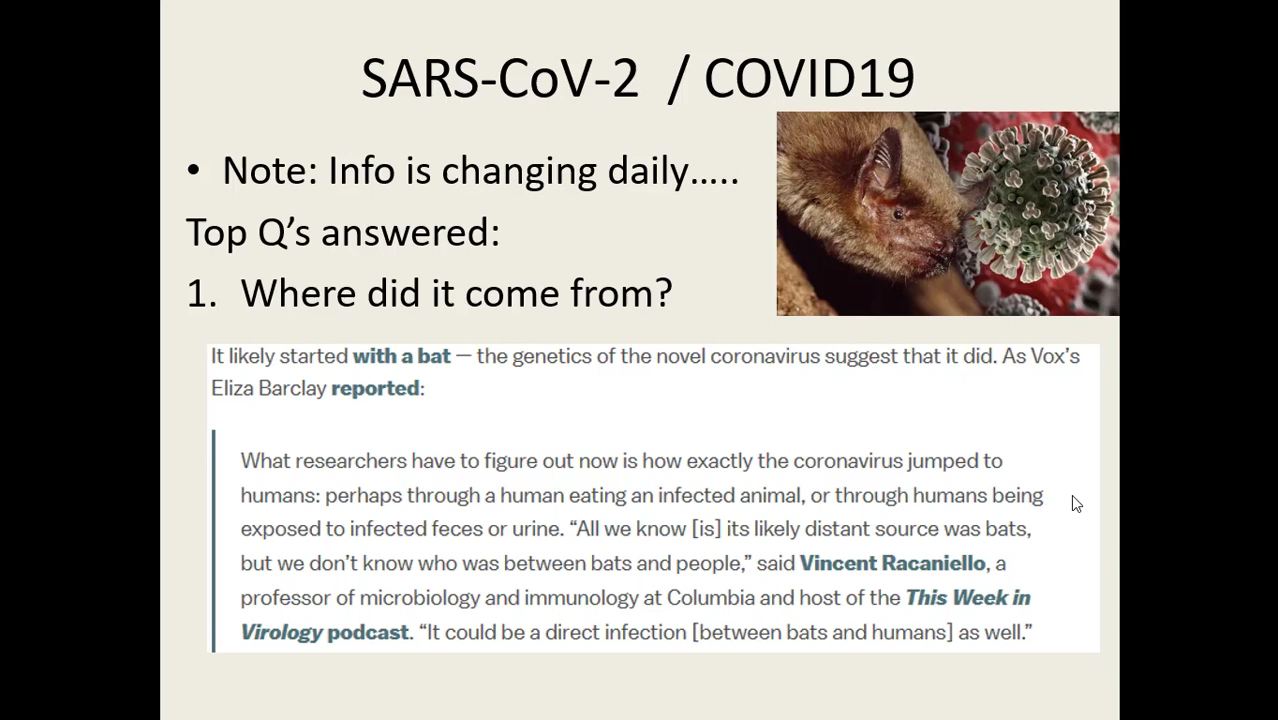 SARS-CoV-2 / COVID19
• Note: Info is changing daily…..
Top Q’s answered:
1. Where did it come from?
It likely started with a bat — the genetics of the novel coronavirus suggest that it did. As Vox’s
Eliza Barclay reported:
What researchers have to figure out now is how exactly the coronavirus jumped to
humans: perhaps through a human eating an infected animal, or through humans being
exposed to infected feces or urine. “All we know [is] its likely distant source was bats,
but we don’t know who was between bats and people,” said Vincent Racaniello, a
professor of microbiology and immunology at Columbia and host of the This Week in
Virology podcast. “It could be a direct infection [between bats and humans] as well.”